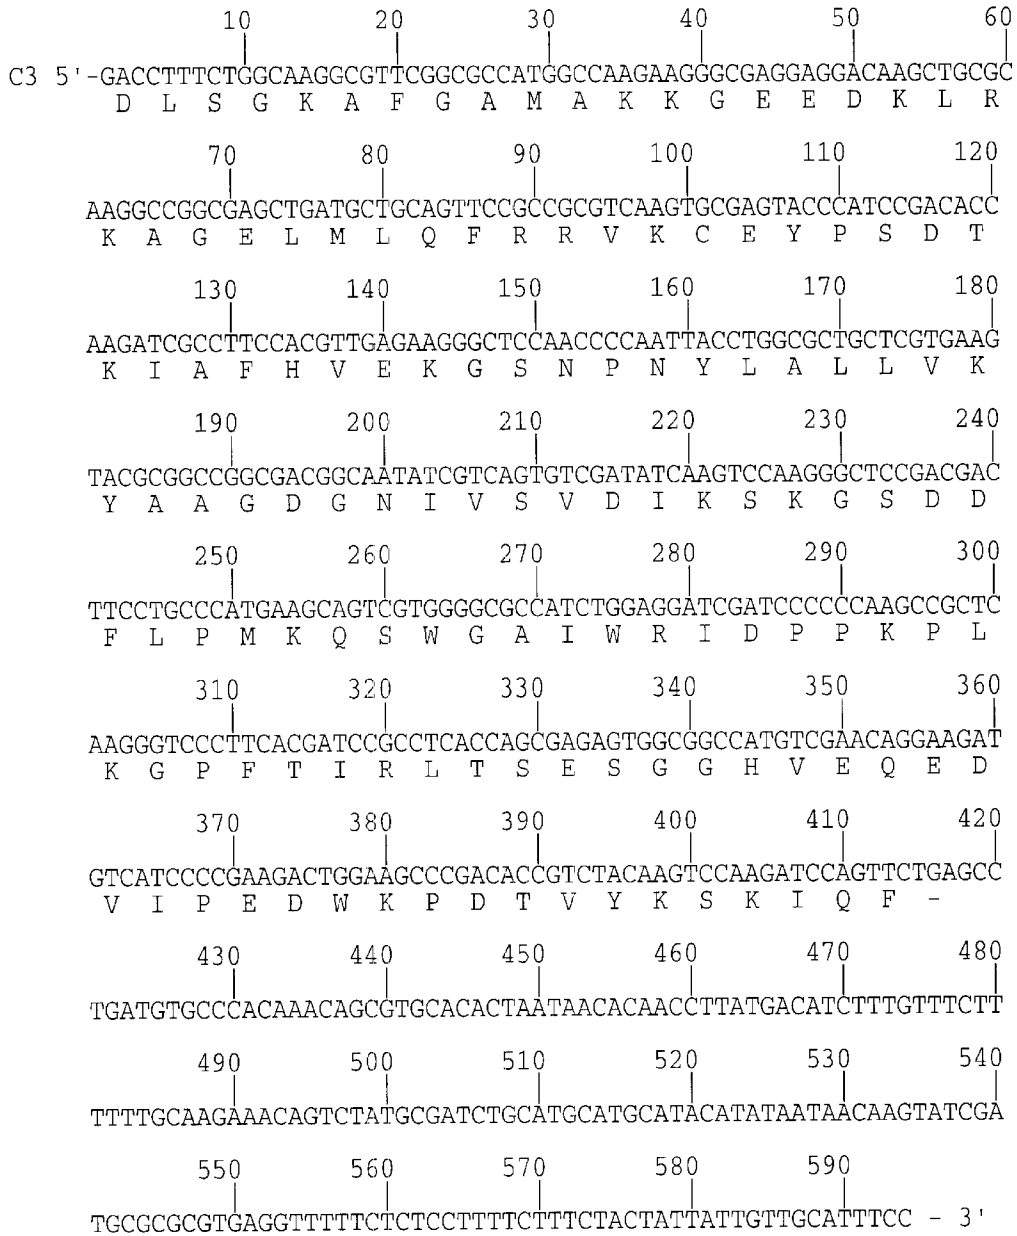 10 20 30 40 50 60
C3 5'-GACCTTTCTGGCAAGGCGTTCGGCGCCATGGCCAAGAAGGGCGAGGAGGACAAGCTGCGC
D L S G K A F G A M A K K G E E D K L R
70 80 90 100 110 120
AAGGCCGGCGAGCTGATGCTGCAGTTCCGCCGCGTCAAGTGCGAGTACCCATCCGACACC
K A G E L M L Q F R R V K C E Y P S D T
130 140 150 160 170 180
AAGATCGCCTTCCACGTTGAGAAGGGCTCCAACCCCAATTACCTGGCGCTGCTCGTGAAG
K I A F H V E K G S N P N Y L A L L V K
190 200 210 220 230 240
TACGCGGCCGGCGACGGCAATATCGTCAGTGTCGATATCAAGTCCAAGGGCTCCGACGAC
Y A A G D G N I V S V D I K S K G S D D
250 260 270 280 290 300
TTCCTGCCCATGAAGCAGTCGTGGGGCGCCATCTGGAGGATCGATCCCCCCAAGCCGCTC
F L P M K Q S W G A I W R I D P P K P L
310 320 330 340 350 360
AAGGGTCCCTTCACGATCCGCCTCACCAGCGAGAGTGGCGGCCATGTCGAACAGGAAGAT
K G P F T I R L T S E S G G H V E Q E D
370 380 390 400 410 420
GTCATCCCCGAAGACTGGAAGCCCGACACCGTCTACAAGTCCAAGATCCAGTTCTGAGCC
V I P E D W K P D T V Y K S K I Q F -
430 440 450 460 470 480
TGATGTGCCCACAAACAGCGTGCACACTAATAACACAACCTTATGACATCTTTGTTTCTT
490 500 510 520 530 540
TTTTGCAAGAAACAGTCTATGCGATCTGCATGCATGCATACATATAATAACAAGTATCGA
550 560 570 580 590
TGCGCGCGTGAGGTTTTTCTCTCCTTTTCTTTCTACTATTATTGTTGCATTTCC - 3'